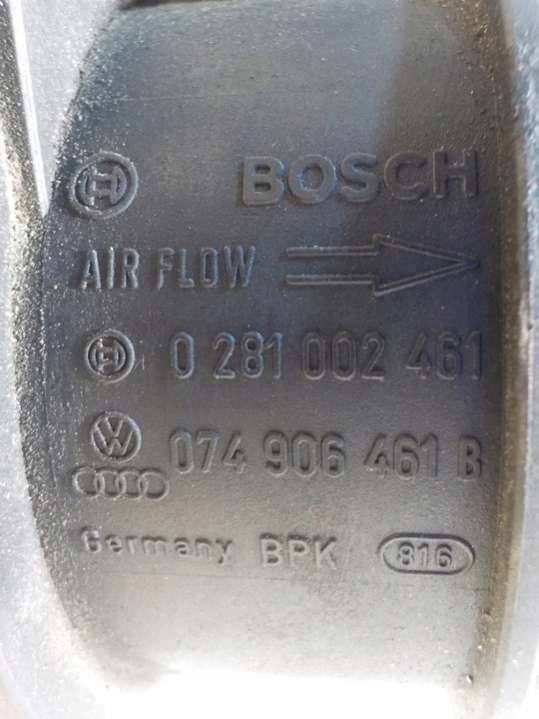 BOSCH
AIR FLOW
0 281 002 461
074 906 461 B
Germany BPK 816